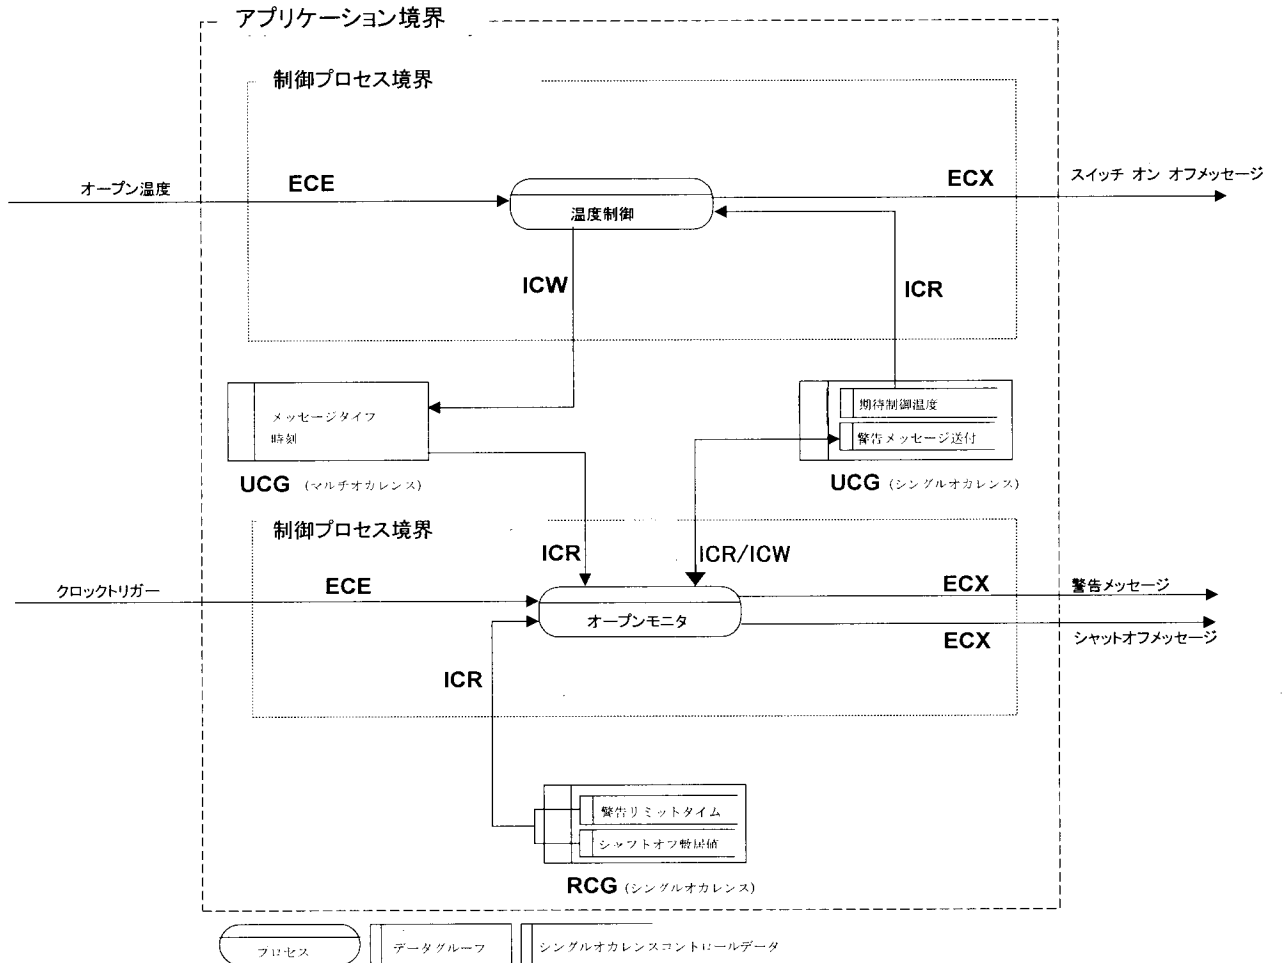 アプリケーション境界
制御プロセス境界
オープン温度
ECE
ECX
スイッチ オン オフメッセージ
温度制御
ICW
ICR
メッセージタイフ
時刻
期待制御温度
警告メッセージ送付
UCG (マルチオカレンス)
UCG (シングルオカレンス)
制御プロセス境界
ICR
ICR/ICW
クロックトリガー
ECE
ECX
警告メッセージ
オープンモニタ
ECX
シャットオフメッセージ
ICR
警告リミットタイム
シャフトオフ敷居値
RCG (シングルオカレンス)
プロセス
データグルーフ
シングルオカレンスコントロールデータ